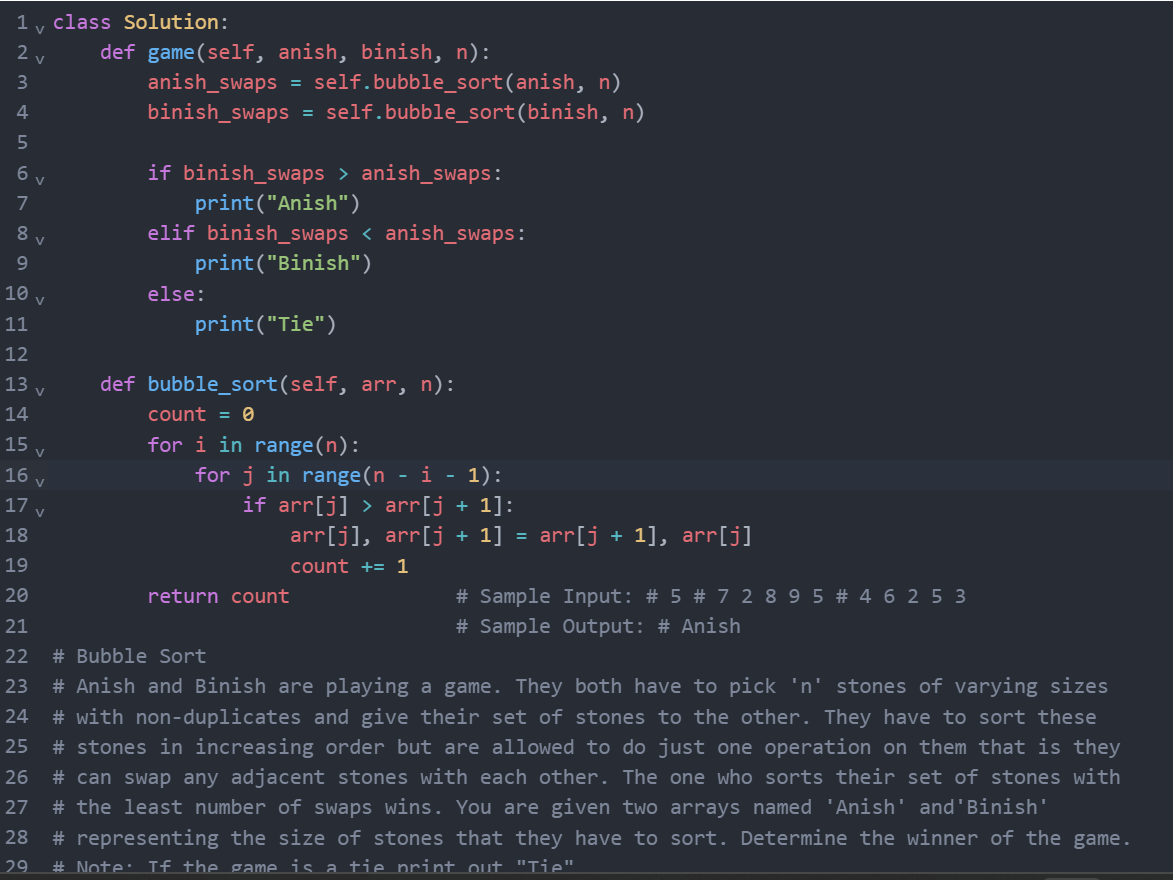 1 v class Solution:
2 v     def game(self, anish, binish, n):
3             anish_swaps = self.bubble_sort(anish, n)
4             binish_swaps = self.bubble_sort(binish, n)
5
6 v         if binish_swaps > anish_swaps:
7                 print("Anish")
8 v         elif binish_swaps < anish_swaps:
9                 print("Binish")
10 v        else:
11                print("Tie")
12
13 v    def bubble_sort(self, arr, n):
14            count = 0
15 v        for i in range(n):
16 v            for j in range(n - i - 1):
17 v                if arr[j] > arr[j + 1]:
18                        arr[j], arr[j + 1] = arr[j + 1], arr[j]
19                        count += 1
20            return count              # Sample Input: # 5 # 7 2 8 9 5 # 4 6 2 5 3
21                                      # Sample Output: # Anish
22    # Bubble Sort
23    # Anish and Binish are playing a game. They both have to pick 'n' stones of varying sizes
24    # with non-duplicates and give their set of stones to the other. They have to sort these
25    # stones in increasing order but are allowed to do just one operation on them that is they
26    # can swap any adjacent stones with each other. The one who sorts their set of stones with
27    # the least number of swaps wins. You are given two arrays named 'Anish' and'Binish'
28    # representing the size of stones that they have to sort. Determine the winner of the game.
29    # Note: If the game is a tie print out "Tie"